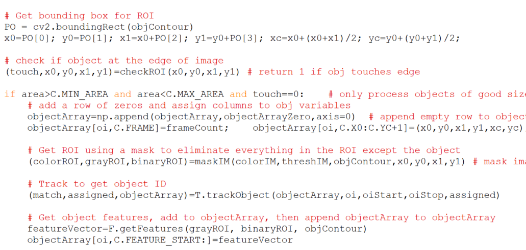 # Get bounding box for ROI
PO = cv2.boundingRect(objContour)
x0=PO[0]; y0=PO[1]; x1=x0+PO[2]; y1=y0+PO[3]; xc=x0+(x0+x1)/2; yc=y0+(y0+y1)/2;
# check if object at the edge of image
(touch,x0,y0,x1,y1)=checkROI(x0,y0,x1,y1) # return 1 if obj touches edge
if area>C.MIN_AREA and area<C.MAX_AREA and touch==0:    # only process objects of good size
# add a row of zeros and assign columns to obj variables
objectArray=np.append(objectArray,objectArrayZero,axis=0)  # append empty row to object
objectArray[oi,C.FRAME]=frameCount;    objectArray[oi,C.X0:C.YC+1]=(x0,y0,x1,y1,xc,yc)
# Get ROI using a mask to eliminate everything in the ROI except the object
(colorROI,grayROI,binaryROI)=maskIM(colorIM,threshIM,objContour,x0,y0,x1,y1) # mask ima
# Track to get object ID
(match,assigned,objectArray)=T.trackObject(objectArray,oi,oiStart,oiStop,assigned)
# Get object features, add to objectArray, then append objectArray to objectArray
featureVector=F.getFeatures(grayROI, binaryROI, objContour)
objectArray[oi,C.FEATURE_START:]=featureVector